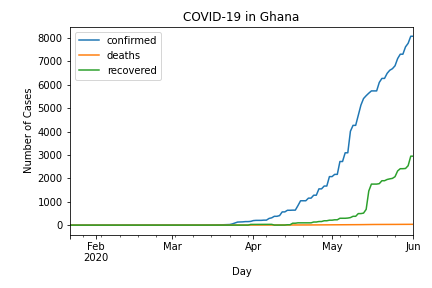 COVID-19 in Ghana
confirmed
deaths
recovered
Number of Cases
8000
7000
6000
5000
4000
3000
2000
1000
0
Feb Mar Apr May Jun
2020
Day